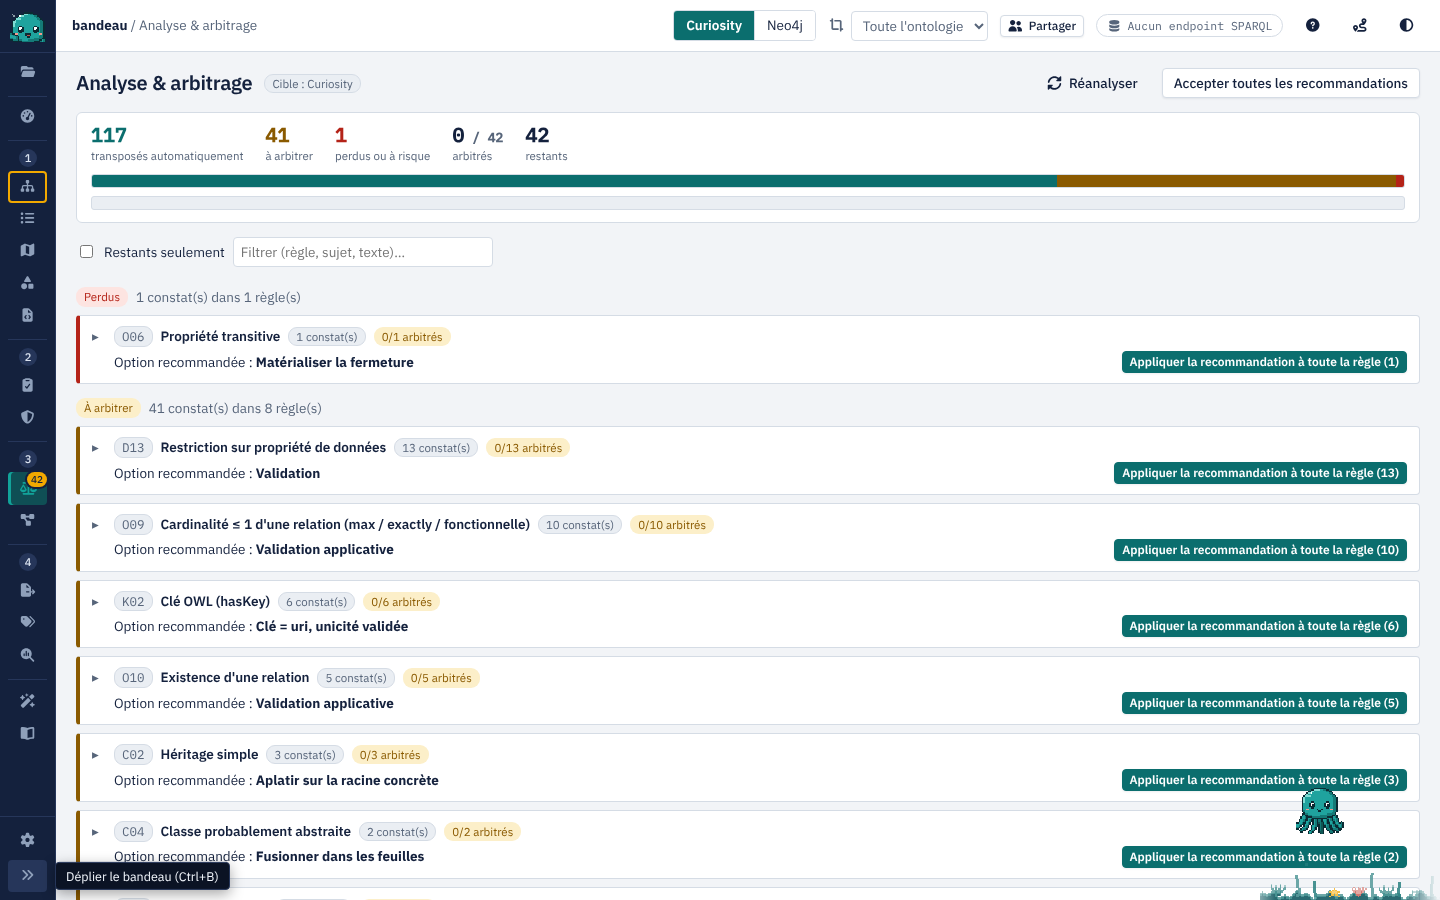 bandeau / Analyse & arbitrage
Curiosity
Neo4j
Toute l'ontologie
Partager
Aucun endpoint SPARQL
Analyse & arbitrage
Cible : Curiosity
Réanalyser
Accepter toutes les recommandations
117
transposés automatiquement
41
à arbitrer
1
perdus ou à risque
0 / 42
arbitrés
42
restants
Restants seulement
Filtrer (règle, sujet, texte)...
Perdus
1 constat(s) dans 1 règle(s)
O06
Propriété transitive
1 constat(s)
0/1 arbitrés
Option recommandée : Matérialiser la fermeture
Appliquer la recommandation à toute la règle (1)
À arbitrer
41 constat(s) dans 8 règle(s)
D13
Restriction sur propriété de données
13 constat(s)
0/13 arbitrés
Option recommandée : Validation
Appliquer la recommandation à toute la règle (13)
O09
Cardinalité ≤ 1 d'une relation (max / exactly / fonctionnelle)
10 constat(s)
0/10 arbitrés
Option recommandée : Validation applicative
Appliquer la recommandation à toute la règle (10)
K02
Clé OWL (hasKey)
6 constat(s)
0/6 arbitrés
Option recommandée : Clé = uri, unicité validée
Appliquer la recommandation à toute la règle (6)
O10
Existence d'une relation
5 constat(s)
0/5 arbitrés
Option recommandée : Validation applicative
Appliquer la recommandation à toute la règle (5)
C02
Héritage simple
3 constat(s)
0/3 arbitrés
Option recommandée : Aplatir sur la racine concrète
Appliquer la recommandation à toute la règle (3)
C04
Classe probablement abstraite
2 constat(s)
0/2 arbitrés
Option recommandée : Fusionner dans les feuilles
Appliquer la recommandation à toute la règle (2)
1
2
3
42
4
Déplier le bandeau (Ctrl+B)